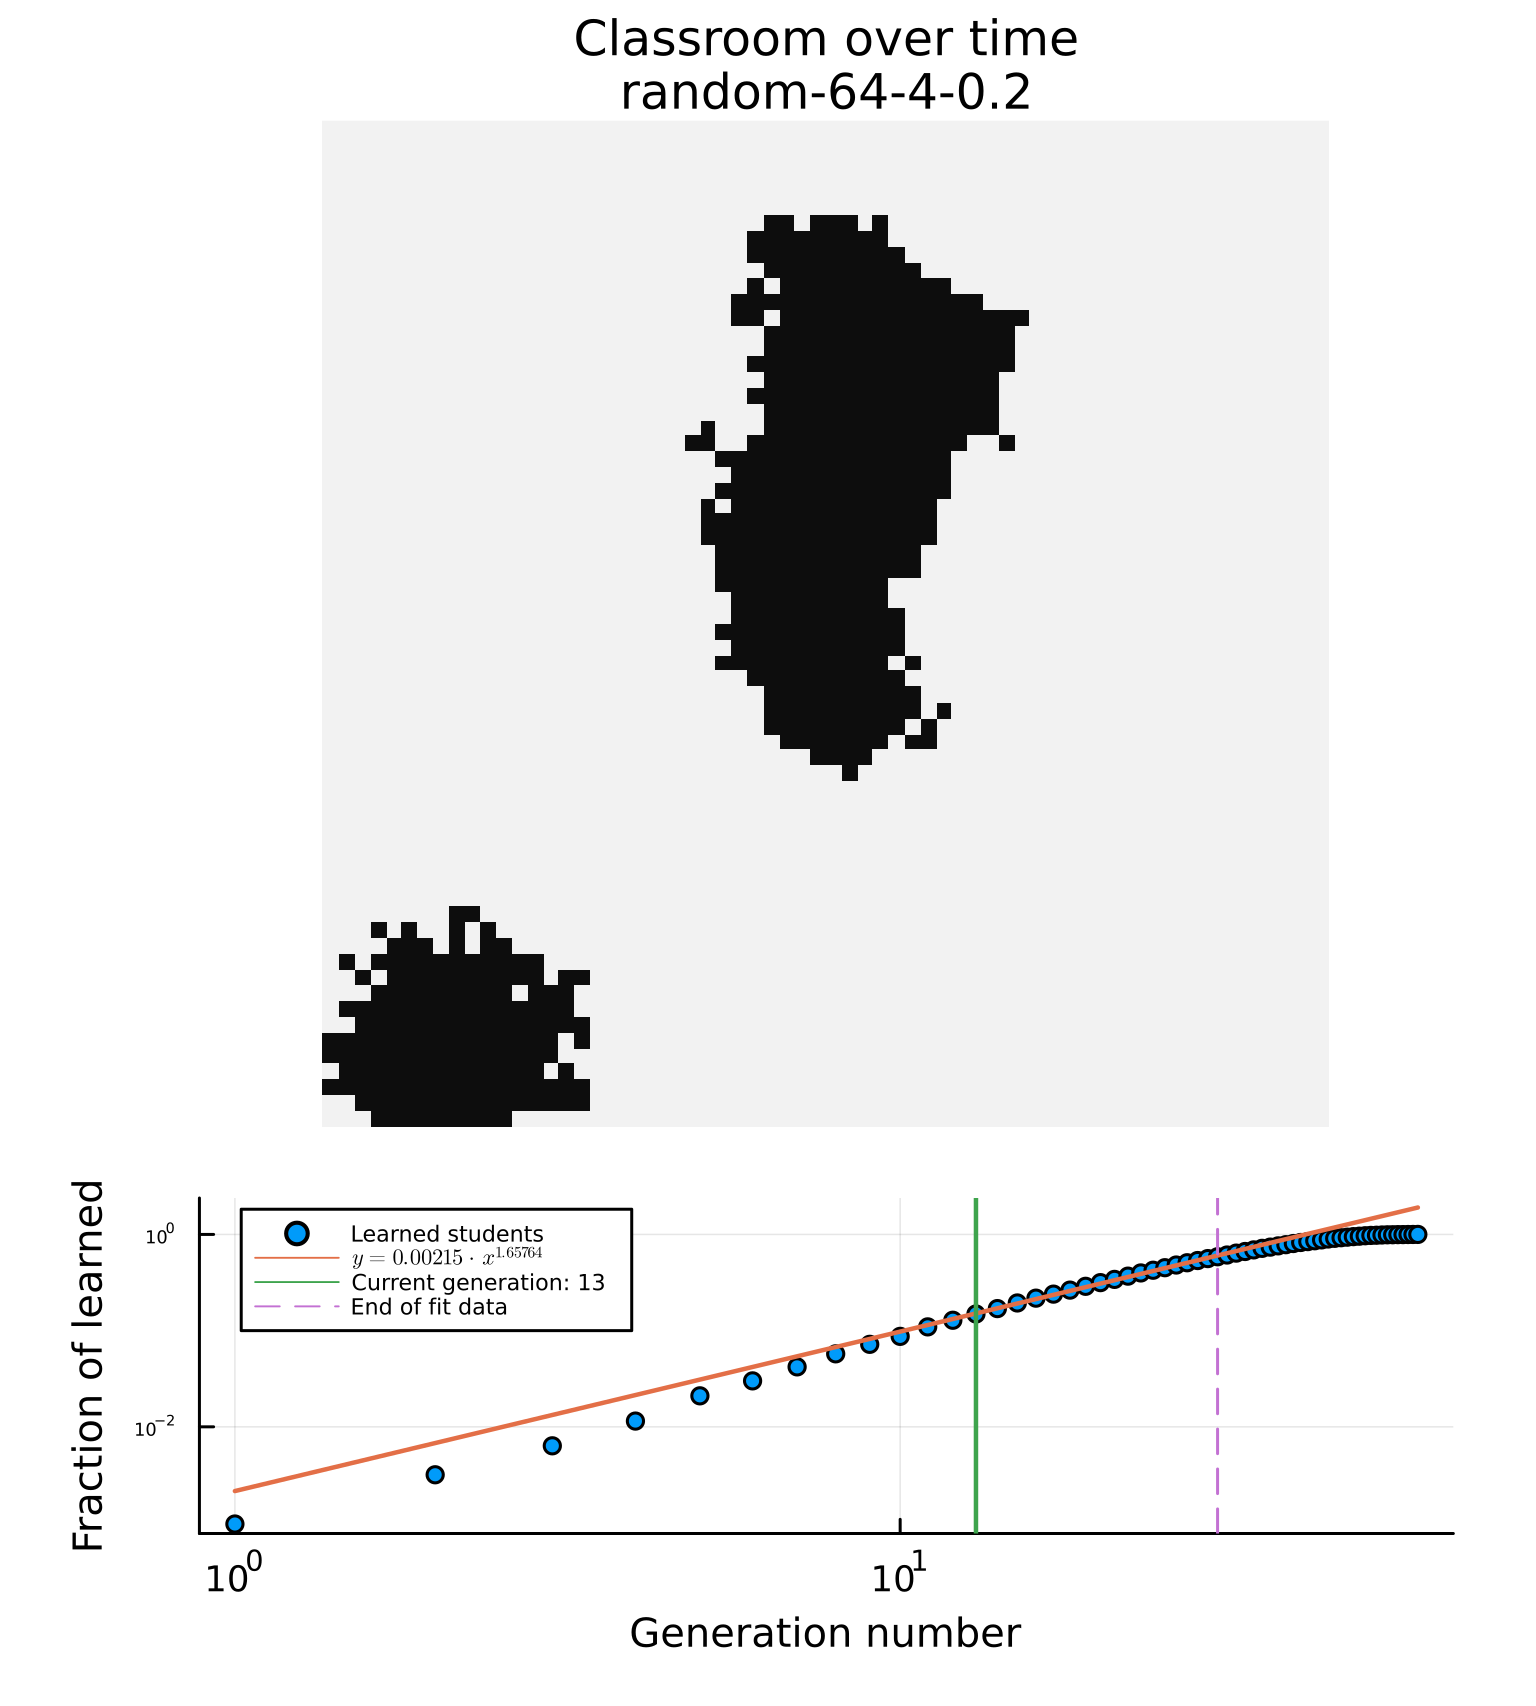 Classroom over time
random-64-4-0.2
Fraction of learned
10⁰
10⁻²
Learned students
y = 0.00215 · x^1.65764
Current generation: 13
End of fit data
10⁰
10¹
Generation number